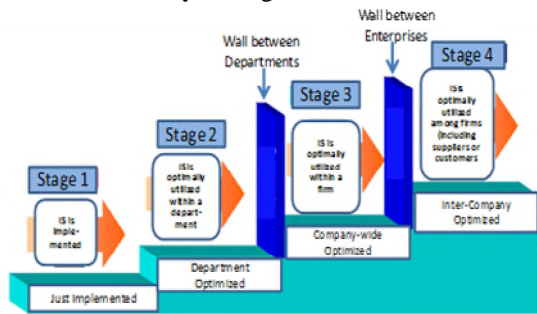 Wall between
Departments
Wall between
Enterprises
Stage 1
IS is
imple-
mented
Just Implemented
Stage 2
IS is
optimally
utilized
within a
depart-
ment
Department
Optimized
Stage 3
IS is
optimally
utilized
within a
firm
Company-wide
Optimized
Stage 4
IS is
optimally
utilized
among firms
(including
suppliers or
customers
Inter-Company
Optimized